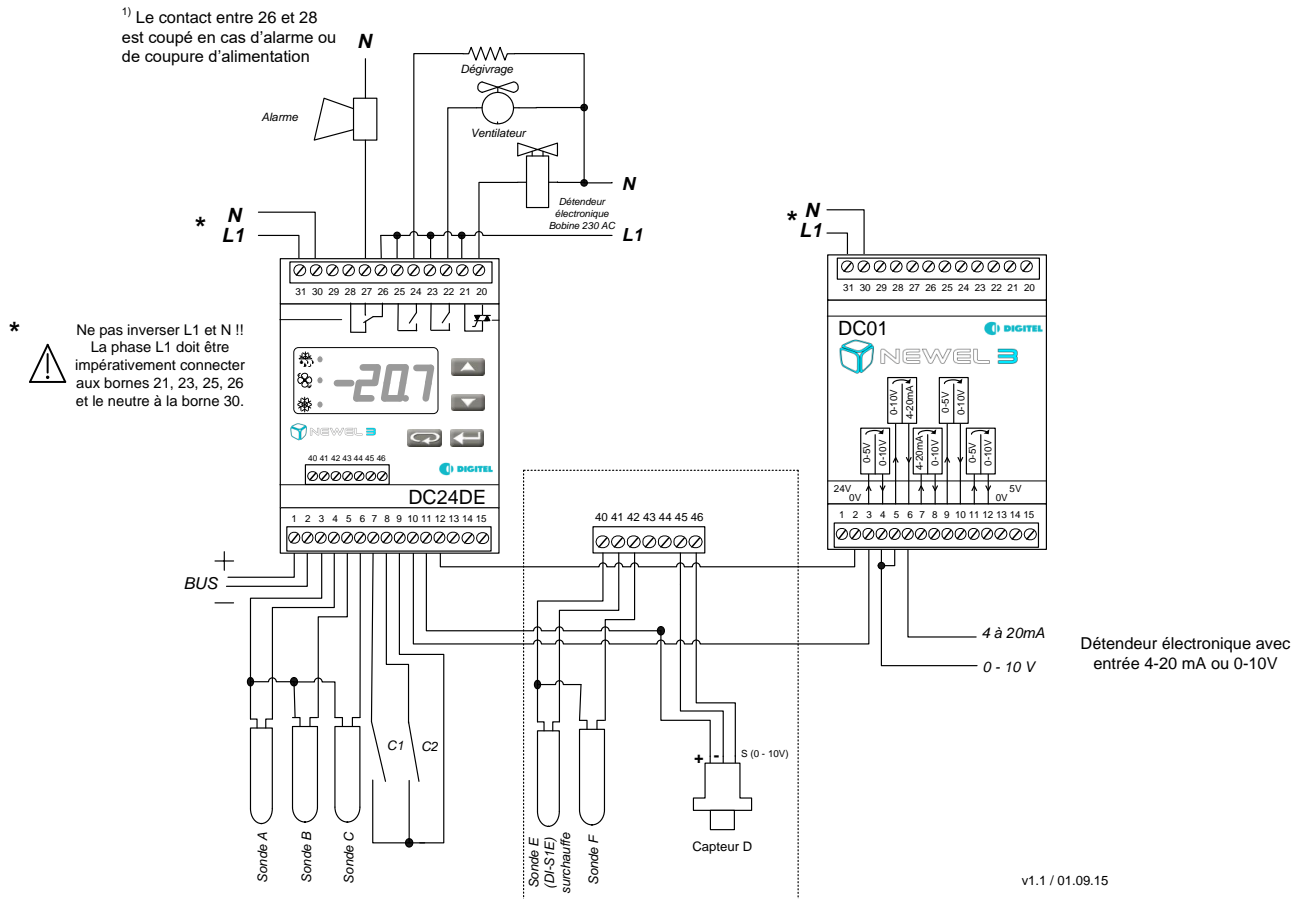 1) Le contact entre 26 et 28
est coupé en cas d'alarme ou
de coupure d'alimentation
N
Dégivrage
Alarme
Ventilateur
N
Détendeur
électronique
Bobine 230 AC
L1
* N
L1
31 30 29 28 27 26 25 24 23 22 21 20
*
Ne pas inverser L1 et N !!
La phase L1 doit être
impérativement connecter
aux bornes 21, 23, 25, 26
et le neutre à la borne 30.
-20.7
NEWEL 3
40 41 42 43 44 45 46
DIGITEL
DC24DE
1 2 3 4 5 6 7 8 9 10 11 12 13 14 15
+
BUS
—
C1
C2
Sonde A
Sonde B
Sonde C
40 41 42 43 44 45 46
Sonde E
(DI-S1E)
surchauffe
Sonde F
+
-
S (0 - 10V)
Capteur D
* N
L1
31 30 29 28 27 26 25 24 23 22 21 20
DC01
DIGITEL
NEWEL 3
0-10V
4-20mA
0-5V
0-10V
0-5V
0-10V
4-20mA
0-10V
0-5V
0-10V
24V
0V
5V
0V
1 2 3 4 5 6 7 8 9 10 11 12 13 14 15
4 à 20mA
0 - 10 V
Détendeur électronique avec
entrée 4-20 mA ou 0-10V
v1.1 / 01.09.15